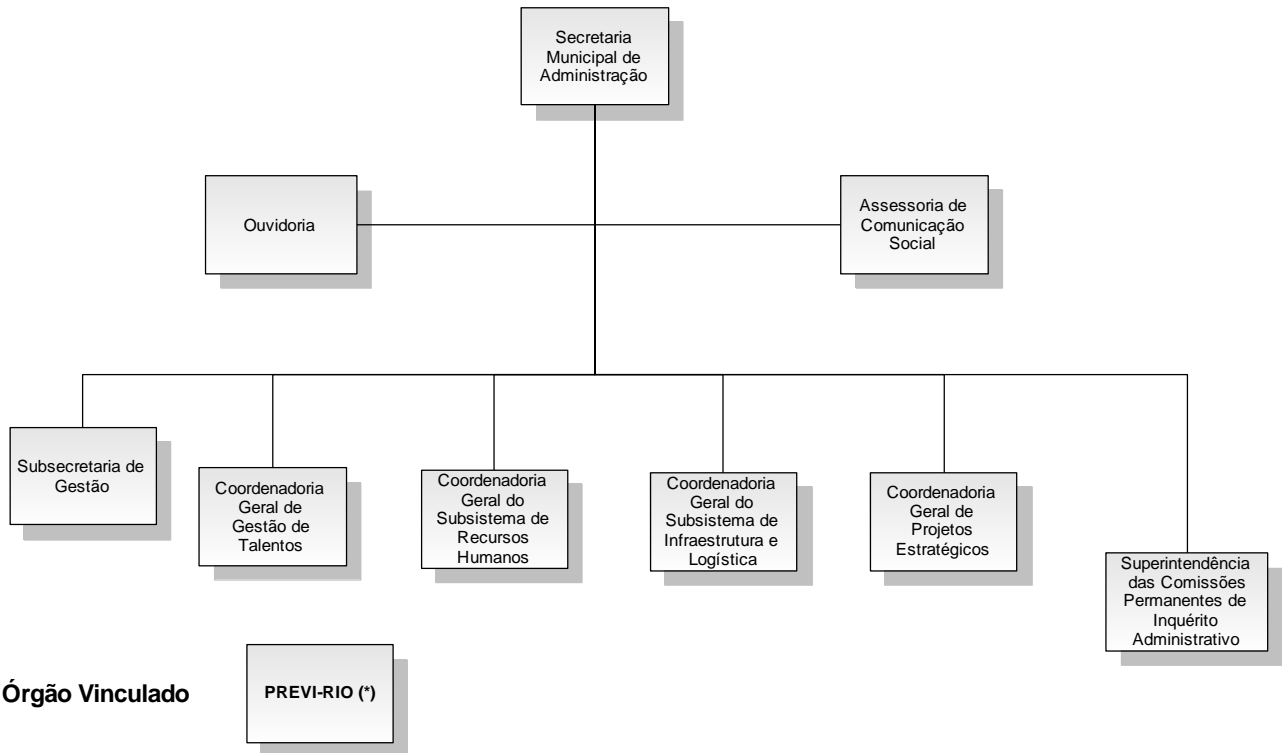 Secretaria
Municipal de
Administração
Ouvidoria
Assessoria de
Comunicação
Social
Subsecretaria de
Gestão
Coordenadoria
Geral de
Gestão de
Talentos
Coordenadoria
Geral do
Subsistema de
Recursos
Humanos
Coordenadoria
Geral do
Subsistema de
Infraestrutura e
Logística
Coordenadoria
Geral de
Projetos
Estratégicos
Superintendência
das Comissões
Permanentes de
Inquérito
Administrativo
Órgão Vinculado
PREVI-RIO (*)